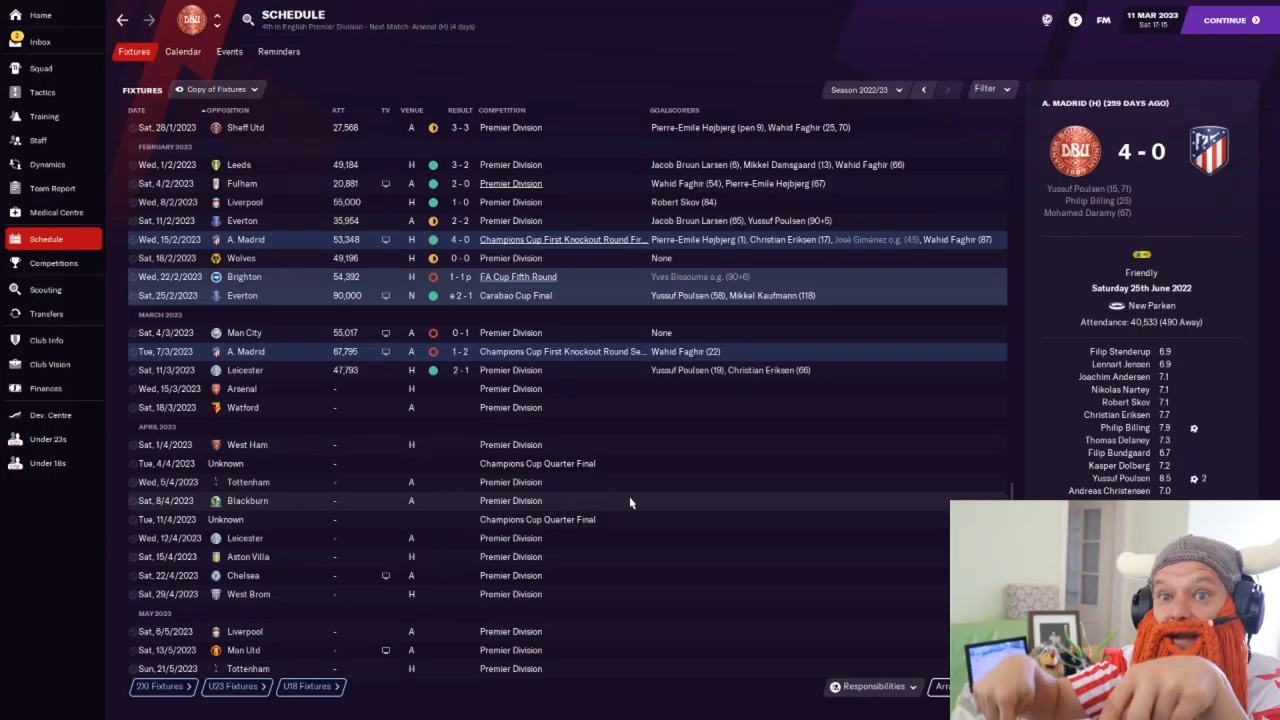 Home
Inbox
2
Squad
Tactics
Training
Staff
Dynamics
Team Report
Medical Centre
Schedule
Competitions
Scouting
Transfers
Club Info
Club Vision
Finances
Dev. Centre
Under 23s
Under 18s
SCHEDULE
4th in English Premier Division - Next Match: Arsenal (H) (4 days)
FM
11 MAR 2023
Sat 17:15
CONTINUE
Fixtures Calendar Events Reminders
FIXTURES Copy of Fixtures Season 2022/23 Filter
DATE OPPOSITION ATT TV VENUE RESULT COMPETITION GOALSCORERS
Sat, 28/1/2023 Sheff Utd 27,568 A 3 - 3 Premier Division Pierre-Emile Højbjerg (pen 9), Wahid Faghir (25, 70)
FEBRUARY 2023
Wed, 1/2/2023 Leeds 49,184 H 3 - 2 Premier Division Jacob Bruun Larsen (6), Mikkel Damsgaard (13), Wahid Faghir (66)
Sat, 4/2/2023 Fulham 20,881 A 2 - 0 Premier Division Wahid Faghir (54), Pierre-Emile Højbjerg (67)
Wed, 8/2/2023 Liverpool 55,000 H 1 - 0 Premier Division Robert Skov (84)
Sat, 11/2/2023 Everton 35,954 A 2 - 2 Premier Division Jacob Bruun Larsen (65), Yussuf Poulsen (90+5)
Wed, 15/2/2023 A. Madrid 53,348 H 4 - 0 Champions Cup First Knockout Round Fir... Pierre-Emile Højbjerg (1), Christian Eriksen (17), José Giménez o.g. (45), Wahid Faghir (87)
Sat, 18/2/2023 Wolves 49,196 H 0 - 0 Premier Division None
Wed, 22/2/2023 Brighton 54,392 H 1 - 1 p FA Cup Fifth Round Yves Bissouma o.g. (90+6)
Sat, 25/2/2023 Everton 90,000 N e 2 - 1 Carabao Cup Final Yussuf Poulsen (58), Mikkel Kaufmann (118)
MARCH 2023
Sat, 4/3/2023 Man City 55,017 H 0 - 1 Premier Division None
Tue, 7/3/2023 A. Madrid 67,795 A 1 - 2 Champions Cup First Knockout Round Se... Wahid Faghir (22)
Sat, 11/3/2023 Leicester 47,793 H 2 - 1 Premier Division Yussuf Poulsen (19), Christian Eriksen (66)
Wed, 15/3/2023 Arsenal - H Premier Division
Sat, 18/3/2023 Watford - A Premier Division
APRIL 2023
Sat, 1/4/2023 West Ham - H Premier Division
Tue, 4/4/2023 Unknown - Champions Cup Quarter Final
Wed, 5/4/2023 Tottenham - A Premier Division
Sat, 8/4/2023 Blackburn - A Premier Division
Tue, 11/4/2023 Unknown - Champions Cup Quarter Final
Wed, 12/4/2023 Leicester - A Premier Division
Sat, 15/4/2023 Aston Villa - H Premier Division
Sat, 22/4/2023 Chelsea - A Premier Division
Sat, 29/4/2023 West Brom - H Premier Division
MAY 2023
Sat, 6/5/2023 Liverpool - A Premier Division
Sat, 13/5/2023 Man Utd - A Premier Division
Sun, 21/5/2023 Tottenham - H Premier Division
2XI Fixtures U23 Fixtures U18 Fixtures Responsibilities
A. MADRID (H) (259 DAYS AGO)
DBU
4 - 0
Yussuf Poulsen (15, 71)
Philip Billing (25)
Mohamed Daramy (67)
Friendly
Saturday 25th June 2022
New Parken
Attendance: 40,533 (490 Away)
Filip Stenderup 6.9
Lennart Jensen 6.9
Joachim Andersen 7.1
Nikolas Nartey 7.1
Robert Skov 7.1
Christian Eriksen 7.7
Philip Billing 7.9
Thomas Delaney 7.3
Filip Bundgaard 6.7
Kasper Dolberg 7.2
Yussuf Poulsen 8.5 2
Andreas Christensen 7.0